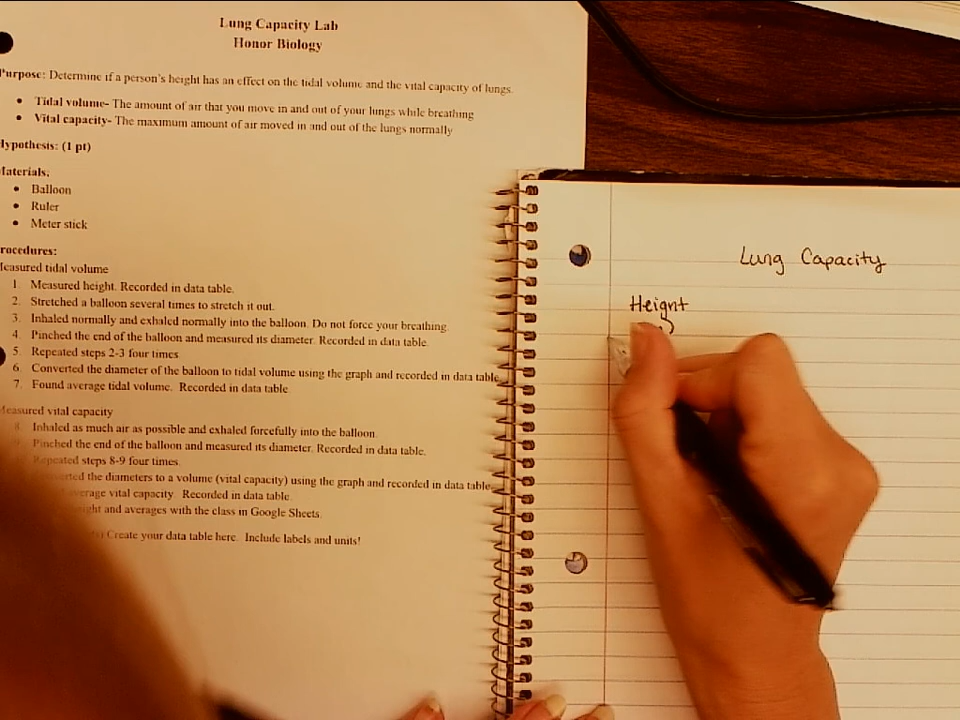 Lung Capacity Lab
Honor Biology
Purpose: Determine if a person's height has an effect on the tidal volume and the vital capacity of lungs.
• Tidal volume- The amount of air that you move in and out of your lungs while breathing
• Vital capacity- The maximum amount of air moved in and out of the lungs normally
Hypothesis: (1 pt)
Materials:
• Balloon
• Ruler
• Meter stick
rocedures:
Measured tidal volume
1. Measured height. Recorded in data table.
2. Stretched a balloon several times to stretch it out.
3. Inhaled normally and exhaled normally into the balloon. Do not force your breathing.
4. Pinched the end of the balloon and measured its diameter. Recorded in data table.
5. Repeated steps 2-3 four times.
6. Converted the diameter of the balloon to tidal volume using the graph and recorded in data table.
7. Found average tidal volume. Recorded in data table.
Measured vital capacity
8. Inhaled as much air as possible and exhaled forcefully into the balloon.
Pinched the end of the balloon and measured its diameter. Recorded in data table.
Repeated steps 8-9 four times.
the diameters to a volume (vital capacity) using the graph and recorded in data table.
average vital capacity. Recorded in data table.
and averages with the class in Google Sheets.
Create your data table here. Include labels and units!
Lung Capacity
Height